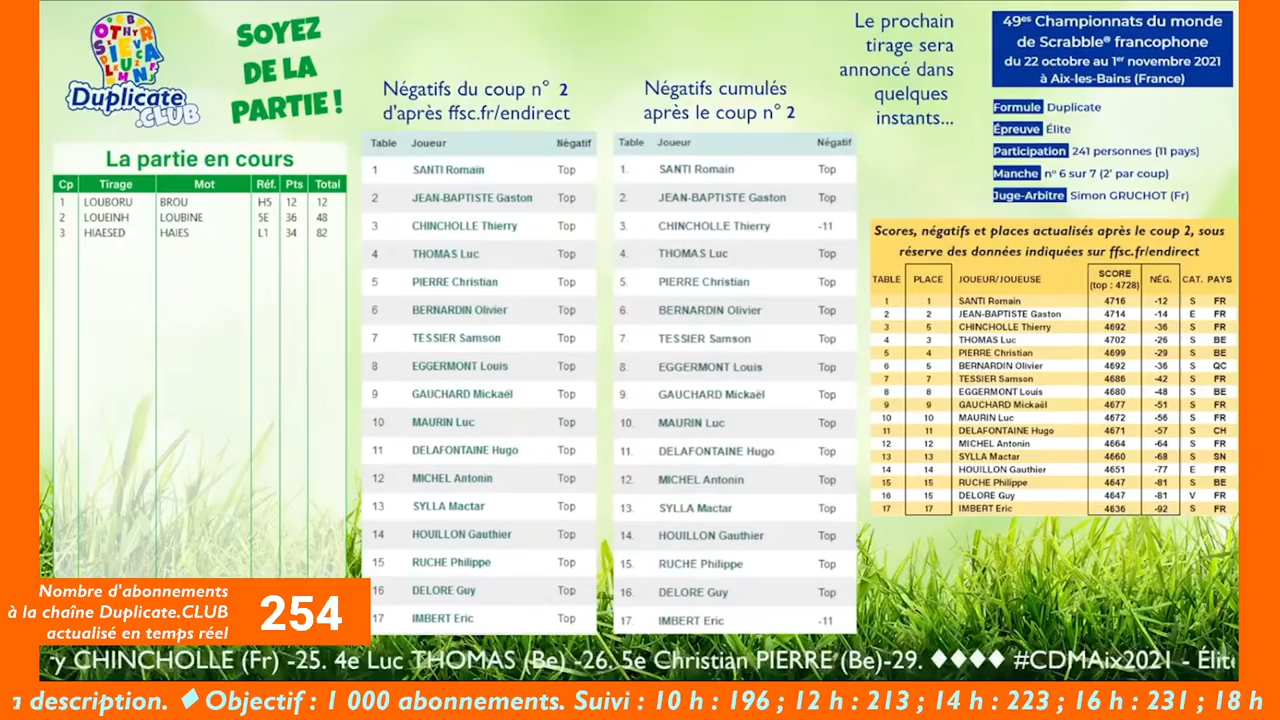 Duplicate
.CLUB
SOYEZ
DE LA
PARTIE !
La partie en cours
Cp Tirage Mot Réf. Pts Total
1 LOUBORU BROU H5 12 12
2 LOUEINH LOUBINE 5E 36 48
3 HIAESED HAIES L1 34 82
Négatifs du coup n° 2
d'après ffsc.fr/endirect
Table Joueur Négatif
1 SANTI Romain Top
2 JEAN-BAPTISTE Gaston Top
3 CHINCHOLLE Thierry Top
4 THOMAS Luc Top
5 PIERRE Christian Top
6 BERNARDIN Olivier Top
7 TESSIER Samson Top
8 EGGERMONT Louis Top
9 GAUCHARD Mickaël Top
10 MAURIN Luc Top
11 DELAFONTAINE Hugo Top
12 MICHEL Antonin Top
13 SYLLA Mactar Top
14 HOUILLON Gauthier Top
15 RUCHE Philippe Top
16 DELORE Guy Top
17 IMBERT Eric Top
Négatifs cumulés
après le coup n° 2
Table Joueur Négatif
1. SANTI Romain Top
2. JEAN-BAPTISTE Gaston Top
3. CHINCHOLLE Thierry -11
4. THOMAS Luc Top
5. PIERRE Christian Top
6. BERNARDIN Olivier Top
7. TESSIER Samson Top
8. EGGERMONT Louis Top
9. GAUCHARD Mickaël Top
10. MAURIN Luc Top
11. DELAFONTAINE Hugo Top
12. MICHEL Antonin Top
13. SYLLA Mactar Top
14. HOUILLON Gauthier Top
15. RUCHE Philippe Top
16. DELORE Guy Top
17. IMBERT Eric -11
Le prochain
tirage sera
annoncé dans
quelques
instants...
49es Championnats du monde
de Scrabble® francophone
du 22 octobre au 1er novembre 2021
à Aix-les-Bains (France)
Formule Duplicate
Épreuve Élite
Participation 241 personnes (11 pays)
Manche n° 6 sur 7 (2' par coup)
Juge-Arbitre Simon GRUCHOT (Fr)
Scores, négatifs et places actualisés après le coup 2, sous
réserve des données indiquées sur ffsc.fr/endirect
TABLE PLACE JOUEUR/JOUEUSE SCORE (top : 4728) NÉG. CAT. PAYS
1 1 SANTI Romain 4716 -12 S FR
2 2 JEAN-BAPTISTE Gaston 4714 -14 E FR
3 5 CHINCHOLLE Thierry 4692 -36 S FR
4 3 THOMAS Luc 4702 -26 S BE
5 4 PIERRE Christian 4699 -29 S BE
6 5 BERNARDIN Olivier 4692 -36 S QC
7 7 TESSIER Samson 4686 -42 S FR
8 8 EGGERMONT Louis 4680 -48 S BE
9 9 GAUCHARD Mickaël 4677 -51 S FR
10 10 MAURIN Luc 4672 -56 S FR
11 11 DELAFONTAINE Hugo 4671 -57 S CH
12 12 MICHEL Antonin 4664 -64 S FR
13 13 SYLLA Mactar 4660 -68 S SN
14 14 HOUILLON Gauthier 4651 -77 E FR
15 15 RUCHE Philippe 4647 -81 S BE
16 15 DELORE Guy 4647 -81 V FR
17 17 IMBERT Eric 4636 -92 S FR
Nombre d'abonnements
à la chaîne Duplicate.CLUB
actualisé en temps réel
254
y CHINCHOLLE (Fr) -25. 4e Luc THOMAS (Be) -26. 5e Christian PIERRE (Be)-29. ♦♦♦♦ #CDMAix2021 - Élite
a description. ♦ Objectif : 1 000 abonnements. Suivi : 10 h : 196 ; 12 h : 213 ; 14 h : 223 ; 16 h : 231 ; 18 h